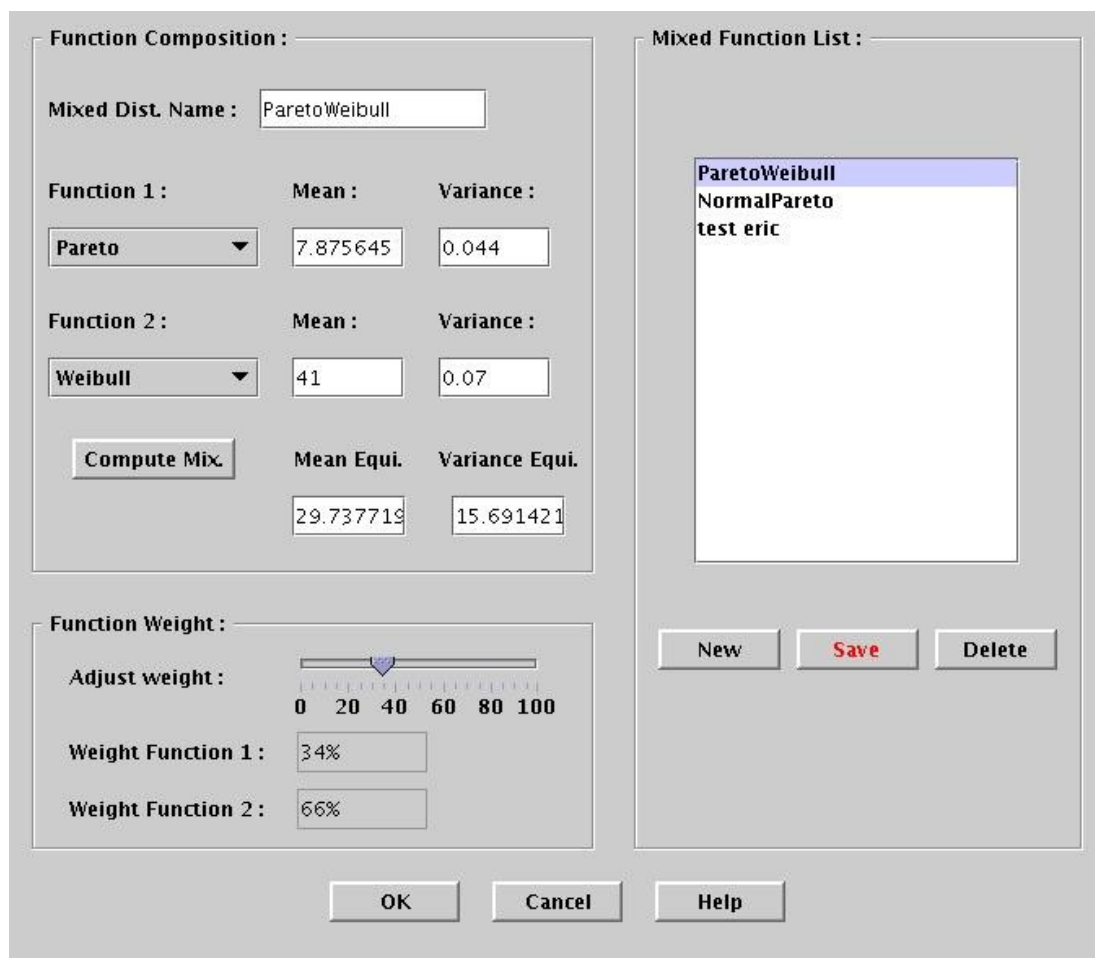 Function Composition :
Mixed Dist. Name : ParetoWeibull
Function 1 : Mean : Variance :
Pareto 7.875645 0.044
Function 2 : Mean : Variance :
Weibull 41 0.07
Compute Mix. Mean Equi. Variance Equi.
29.737719 15.691421
Function Weight :
Adjust weight :
0 20 40 60 80 100
Weight Function 1 : 34%
Weight Function 2 : 66%
Mixed Function List :
ParetoWeibull
NormalPareto
test eric
New Save Delete
OK Cancel Help